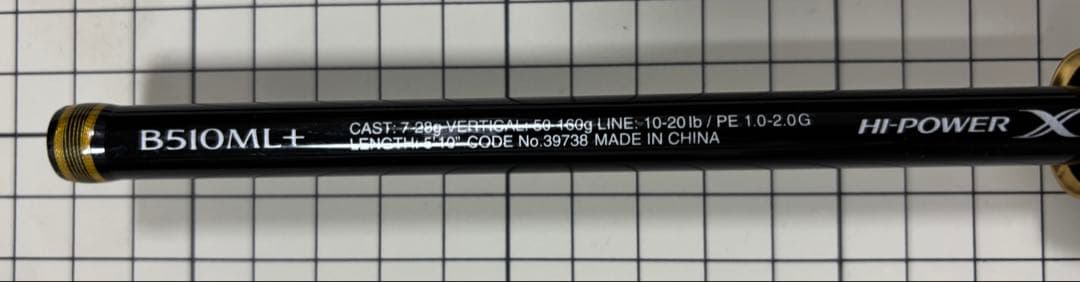 B510ML+
CAST: 7-28g VERTICAL: 50-160g LINE: 10-20lb / PE 1.0-2.0G
LENGTH: 5'10" CODE No.39738 MADE IN CHINA
HI-POWER X